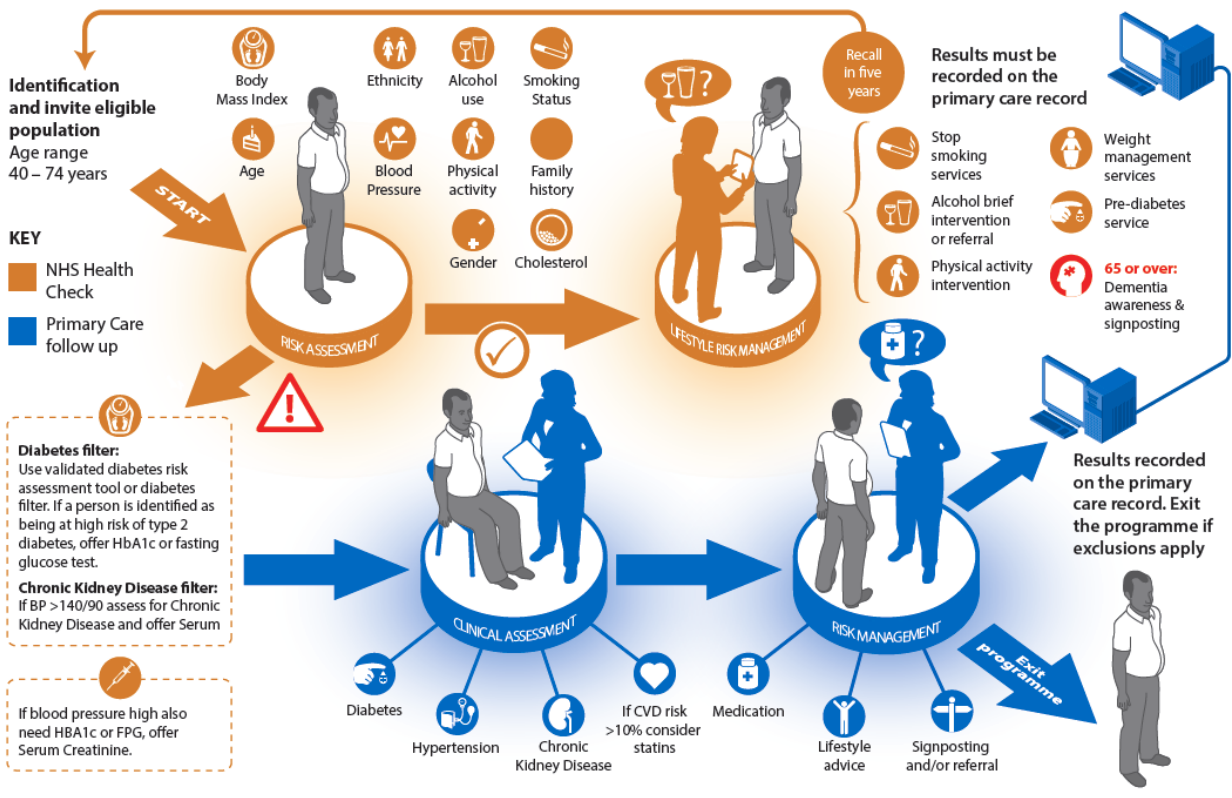 Identification
and invite eligible
population
Age range
40 – 74 years
START
KEY
NHS Health
Check
Primary Care
follow up
Body
Mass Index
Ethnicity
Alcohol
use
Smoking
Status
Age
Blood
Pressure
Physical
activity
Family
history
Gender
Cholesterol
RISK ASSESSMENT
?
LIFESTYLE RISK MANAGEMENT
Recall
in five
years
Results must be
recorded on the
primary care record
Stop
smoking
services
Weight
management
services
Alcohol brief
intervention
or referral
Pre-diabetes
service
Physical activity
intervention
65 or over:
Dementia
awareness &
signposting
!
Diabetes filter:
Use validated diabetes risk
assessment tool or diabetes
filter. If a person is identified as
being at high risk of type 2
diabetes, offer HbA1c or fasting
glucose test.
Chronic Kidney Disease filter:
If BP >140/90 assess for Chronic
Kidney Disease and offer Serum
If blood pressure high also
need HBA1c or FPG, offer
Serum Creatinine.
CLINICAL ASSESSMENT
Diabetes
Hypertension
Chronic
Kidney Disease
If CVD risk
>10% consider
statins
?
RISK MANAGEMENT
Medication
Lifestyle
advice
Signposting
and/or referral
Results recorded
on the primary
care record. Exit
the programme if
exclusions apply
Exit
programme